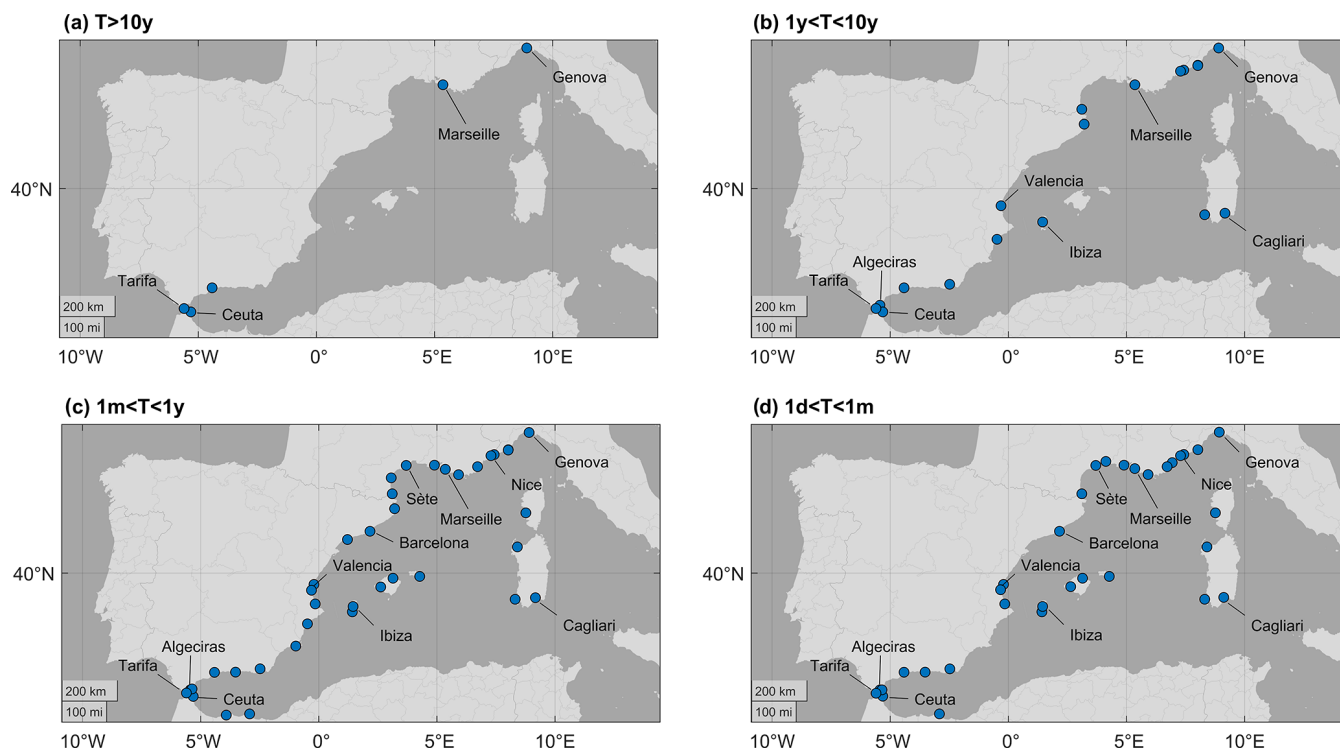 (a) T>10y
Genova
Marseille
40°N
Tarifa
Ceuta
200 km
100 mi
10°W 5°W 0° 5°E 10°E
(b) 1y<T<10y
Genova
Marseille
Valencia
40°N
Ibiza
Cagliari
Algeciras
Tarifa
Ceuta
200 km
100 mi
10°W 5°W 0° 5°E 10°E
(c) 1m<T<1y
Genova
Nice
Sète
Marseille
Barcelona
Valencia
40°N
Cagliari
Ibiza
Algeciras
Tarifa
Ceuta
200 km
100 mi
10°W 5°W 0° 5°E 10°E
(d) 1d<T<1m
Genova
Nice
Sète
Marseille
Barcelona
Valencia
40°N
Cagliari
Ibiza
Algeciras
Tarifa
Ceuta
200 km
100 mi
10°W 5°W 0° 5°E 10°E